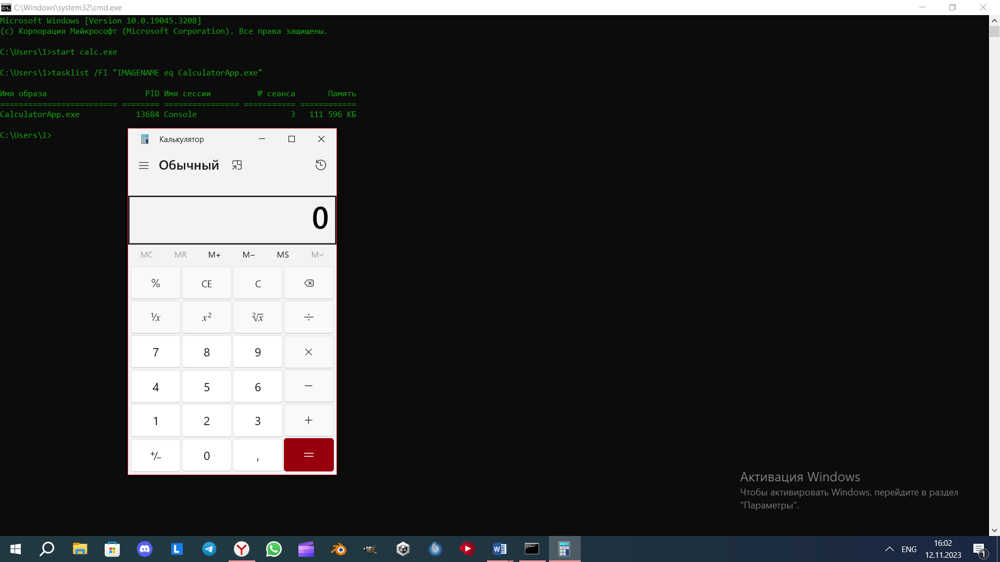 C:\Windows\system32\cmd.exe
Microsoft Windows [Version 10.0.19045.3208]
(c) Корпорация Майкрософт (Microsoft Corporation). Все права защищены.
C:\Users\1>start calc.exe
C:\Users\1>tasklist /FI "IMAGENAME eq CalculatorApp.exe"
Имя образа PID Имя сессии № сеанса Память
========================= ======== ================ =========== ============
CalculatorApp.exe 13684 Console 3 111 596 КБ
C:\Users\1>
Калькулятор
Обычный
0
MC MR M+ M− MS M
% CE C
⅟x x² ²√x ÷
7 8 9 ×
4 5 6 −
1 2 3 +
+/− 0 , =
Активация Windows
Чтобы активировать Windows, перейдите в раздел
"Параметры".
ENG
16:02
12.11.2023
1